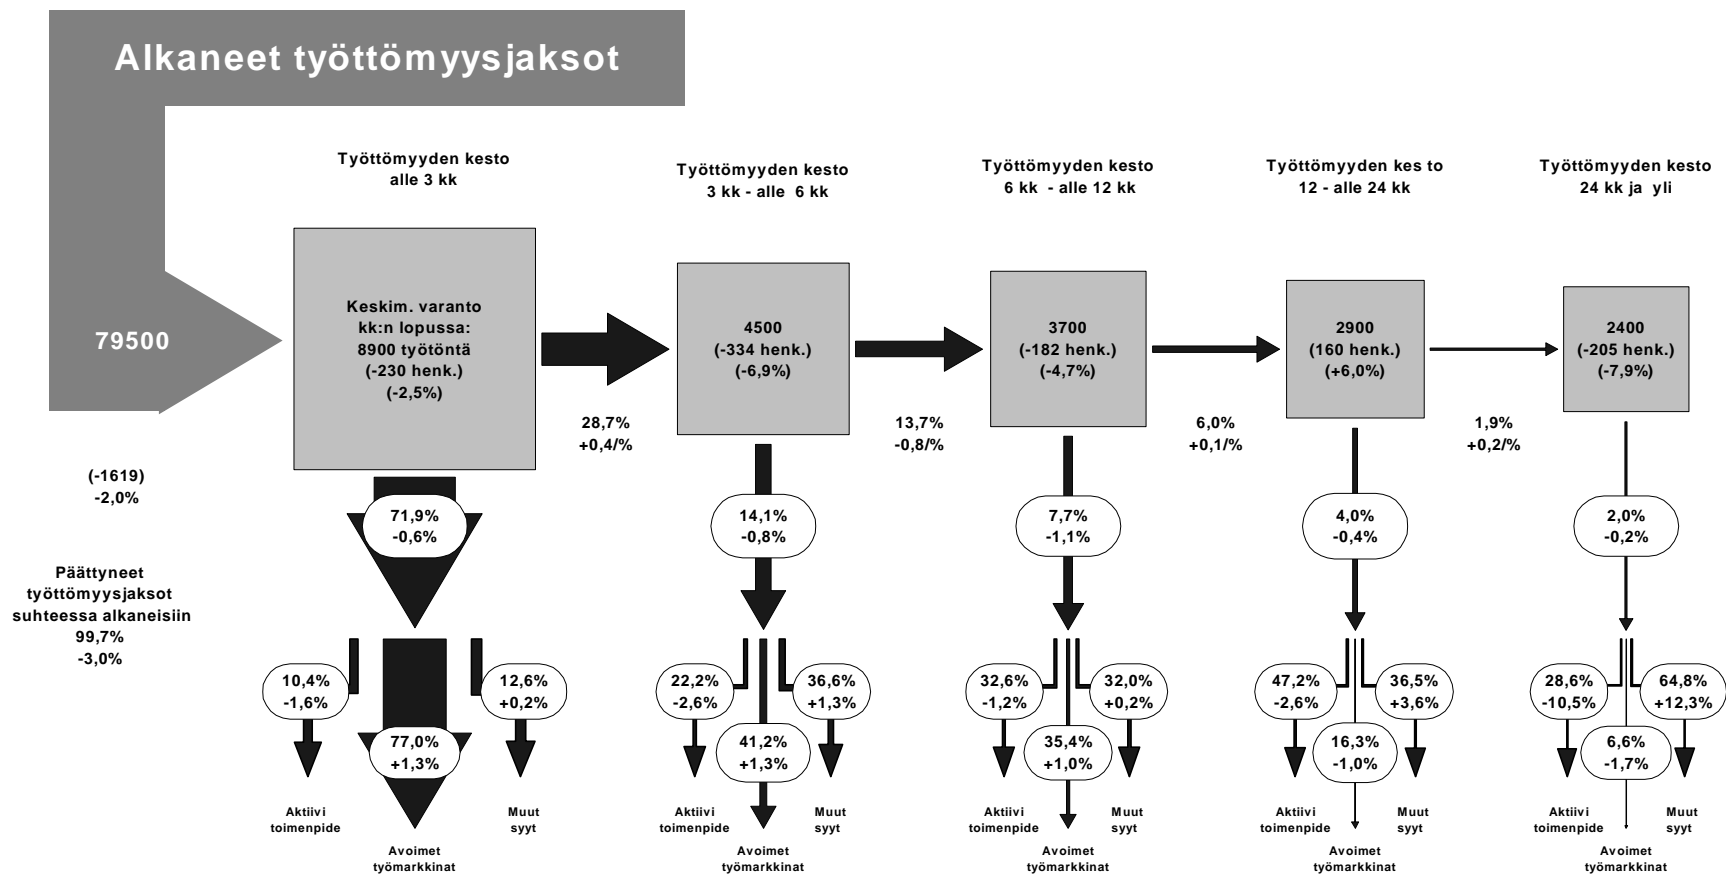 Alkaneet työttömyysjaksot
79500
(-1619)
-2,0%
Päättyneet
työttömyysjaksot
suhteessa alkaneisiin
99,7%
-3,0%
Työttömyyden kesto
alle 3 kk
Keskim. varanto
kk:n lopussa:
8900 työtöntä
(-230 henk.)
(-2,5%)
28,7%
+0,4/%
71,9%
-0,6%
10,4%
-1,6%
12,6%
+0,2%
77,0%
+1,3%
Aktiivi
toimenpide
Muut
syyt
Avoimet
työmarkkinat
Työttömyyden kesto
3 kk - alle 6 kk
4500
(-334 henk.)
(-6,9%)
13,7%
-0,8/%
14,1%
-0,8%
22,2%
-2,6%
36,6%
+1,3%
41,2%
+1,3%
Aktiivi
toimenpide
Muut
syyt
Avoimet
työmarkkinat
Työttömyyden kesto
6 kk - alle 12 kk
3700
(-182 henk.)
(-4,7%)
6,0%
+0,1/%
7,7%
-1,1%
32,6%
-1,2%
32,0%
+0,2%
35,4%
+1,0%
Aktiivi
toimenpide
Muut
syyt
Avoimet
työmarkkinat
Työttömyyden kes to
12 - alle 24 kk
2900
(160 henk.)
(+6,0%)
1,9%
+0,2/%
4,0%
-0,4%
47,2%
-2,6%
36,5%
+3,6%
16,3%
-1,0%
Aktiivi
toimenpide
Muut
syyt
Avoimet
työmarkkinat
Työttömyyden kesto
24 kk ja yli
2400
(-205 henk.)
(-7,9%)
2,0%
-0,2%
28,6%
-10,5%
64,8%
+12,3%
6,6%
-1,7%
Aktiivi
toimenpide
Muut
syyt
Avoimet
työmarkkinat